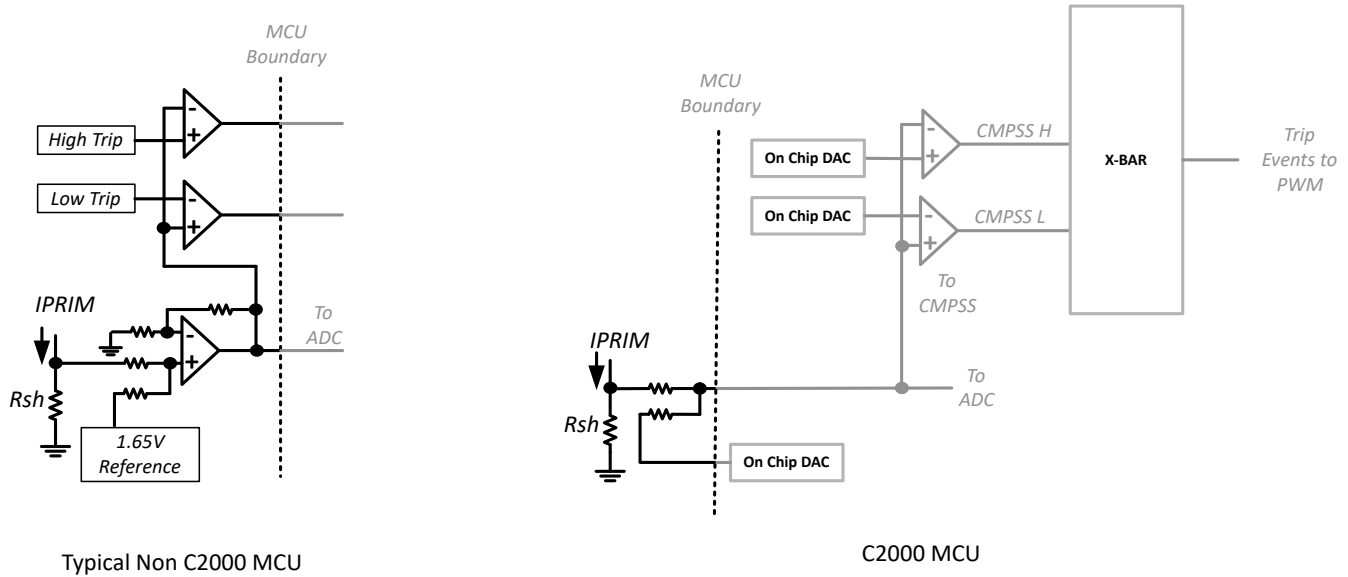 MCU
Boundary
High Trip
Low Trip
-
+
-
+
IPRIM
Rsh
-
+
To
ADC
1.65V
Reference
Typical Non C2000 MCU
MCU
Boundary
On Chip DAC
On Chip DAC
-
+
-
+
CMPSS H
CMPSS L
X-BAR
Trip
Events to
PWM
To
CMPSS
IPRIM
Rsh
To
ADC
On Chip DAC
C2000 MCU